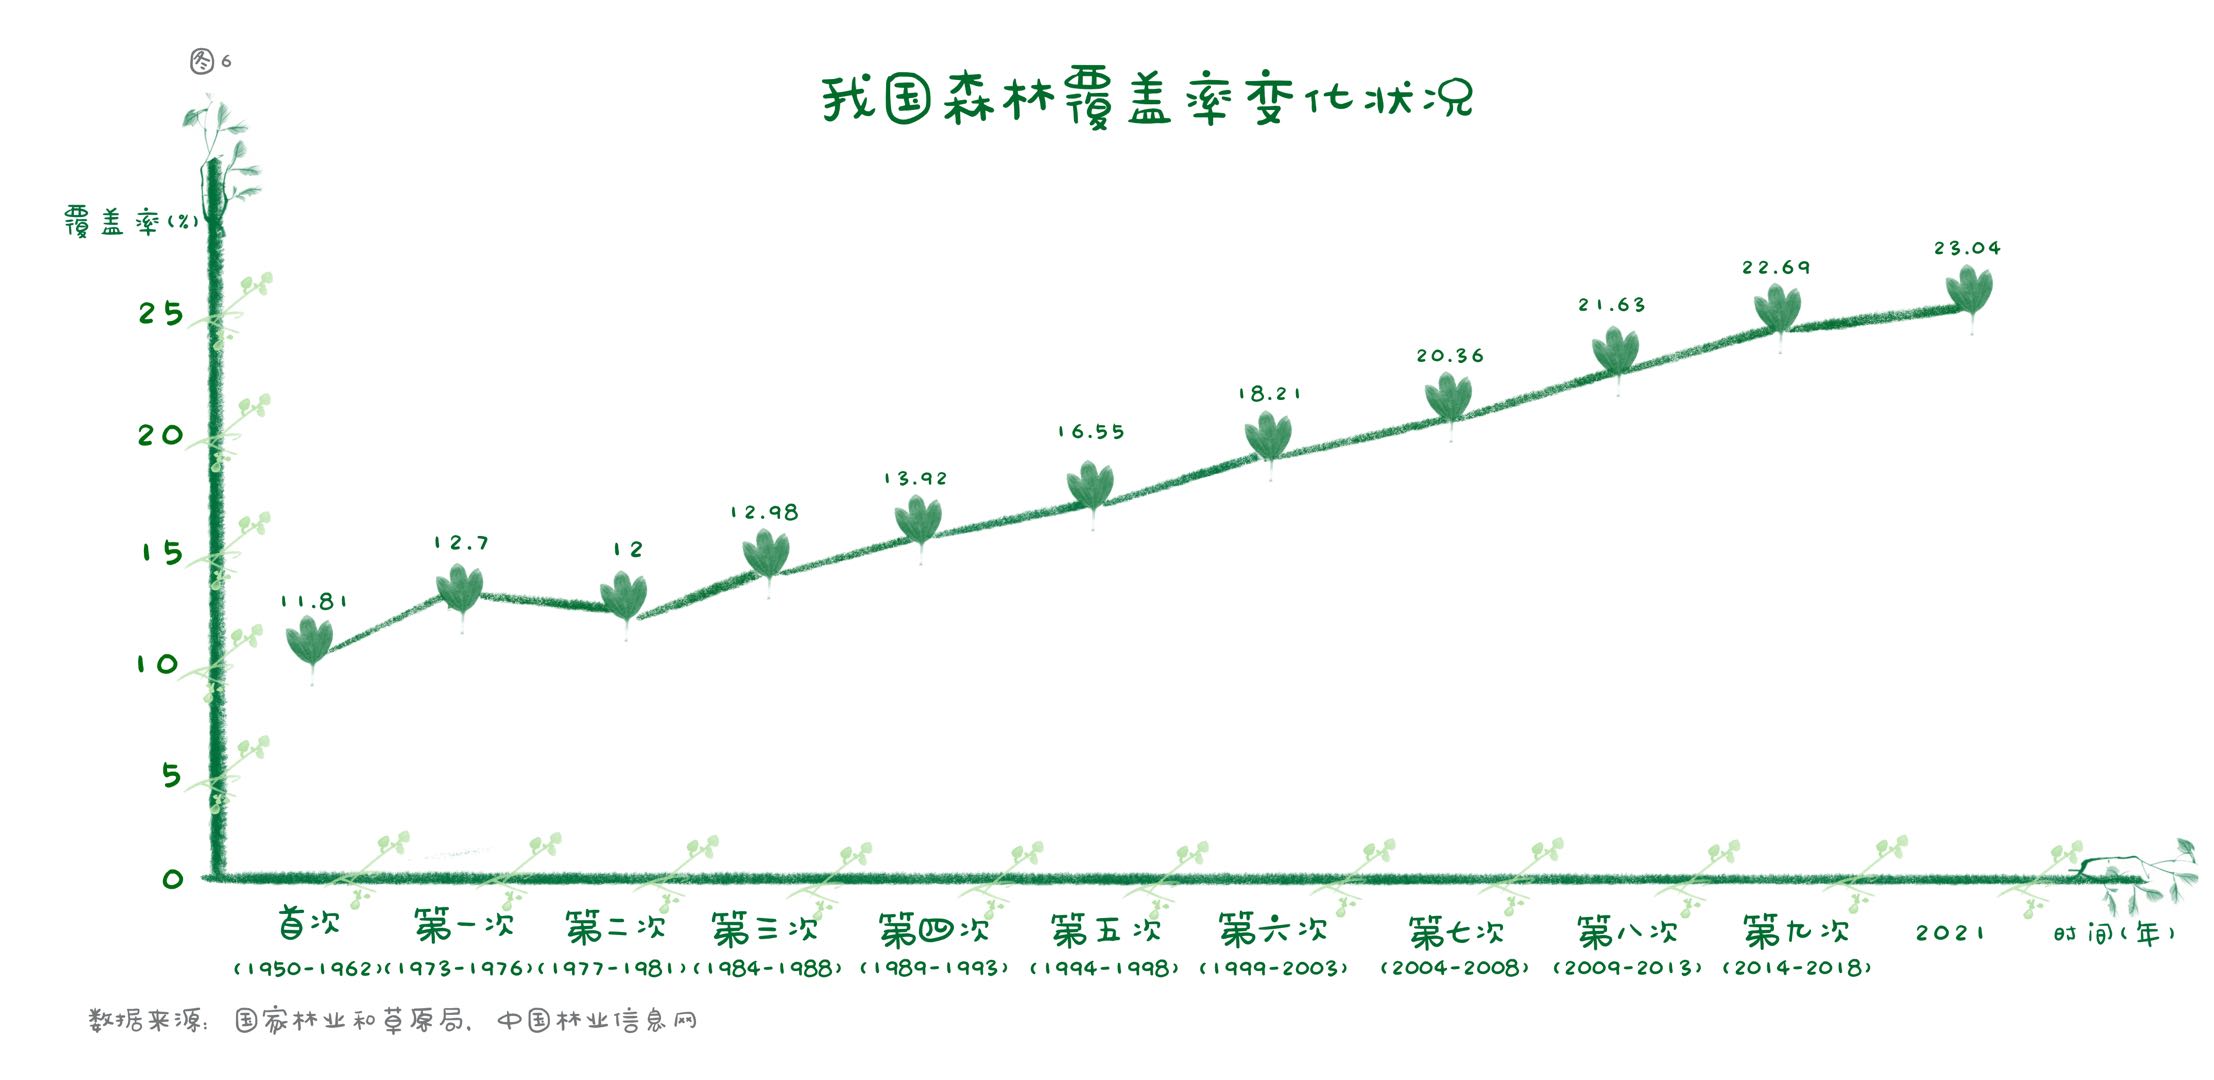 图6
我国森林覆盖率变化状况
覆盖率(%)
25
20
15
10
5
0
11.81
12.7
12
12.98
13.92
16.55
18.21
20.36
21.63
22.69
23.04
首次 第一次 第二次 第三次 第四次 第五次 第六次 第七次 第八次 第九次 2021 时间(年)
(1950-1962) (1973-1976) (1977-1981) (1984-1988) (1989-1993) (1994-1998) (1999-2003) (2004-2008) (2009-2013) (2014-2018)
数据来源: 国家林业和草原局, 中国林业信息网